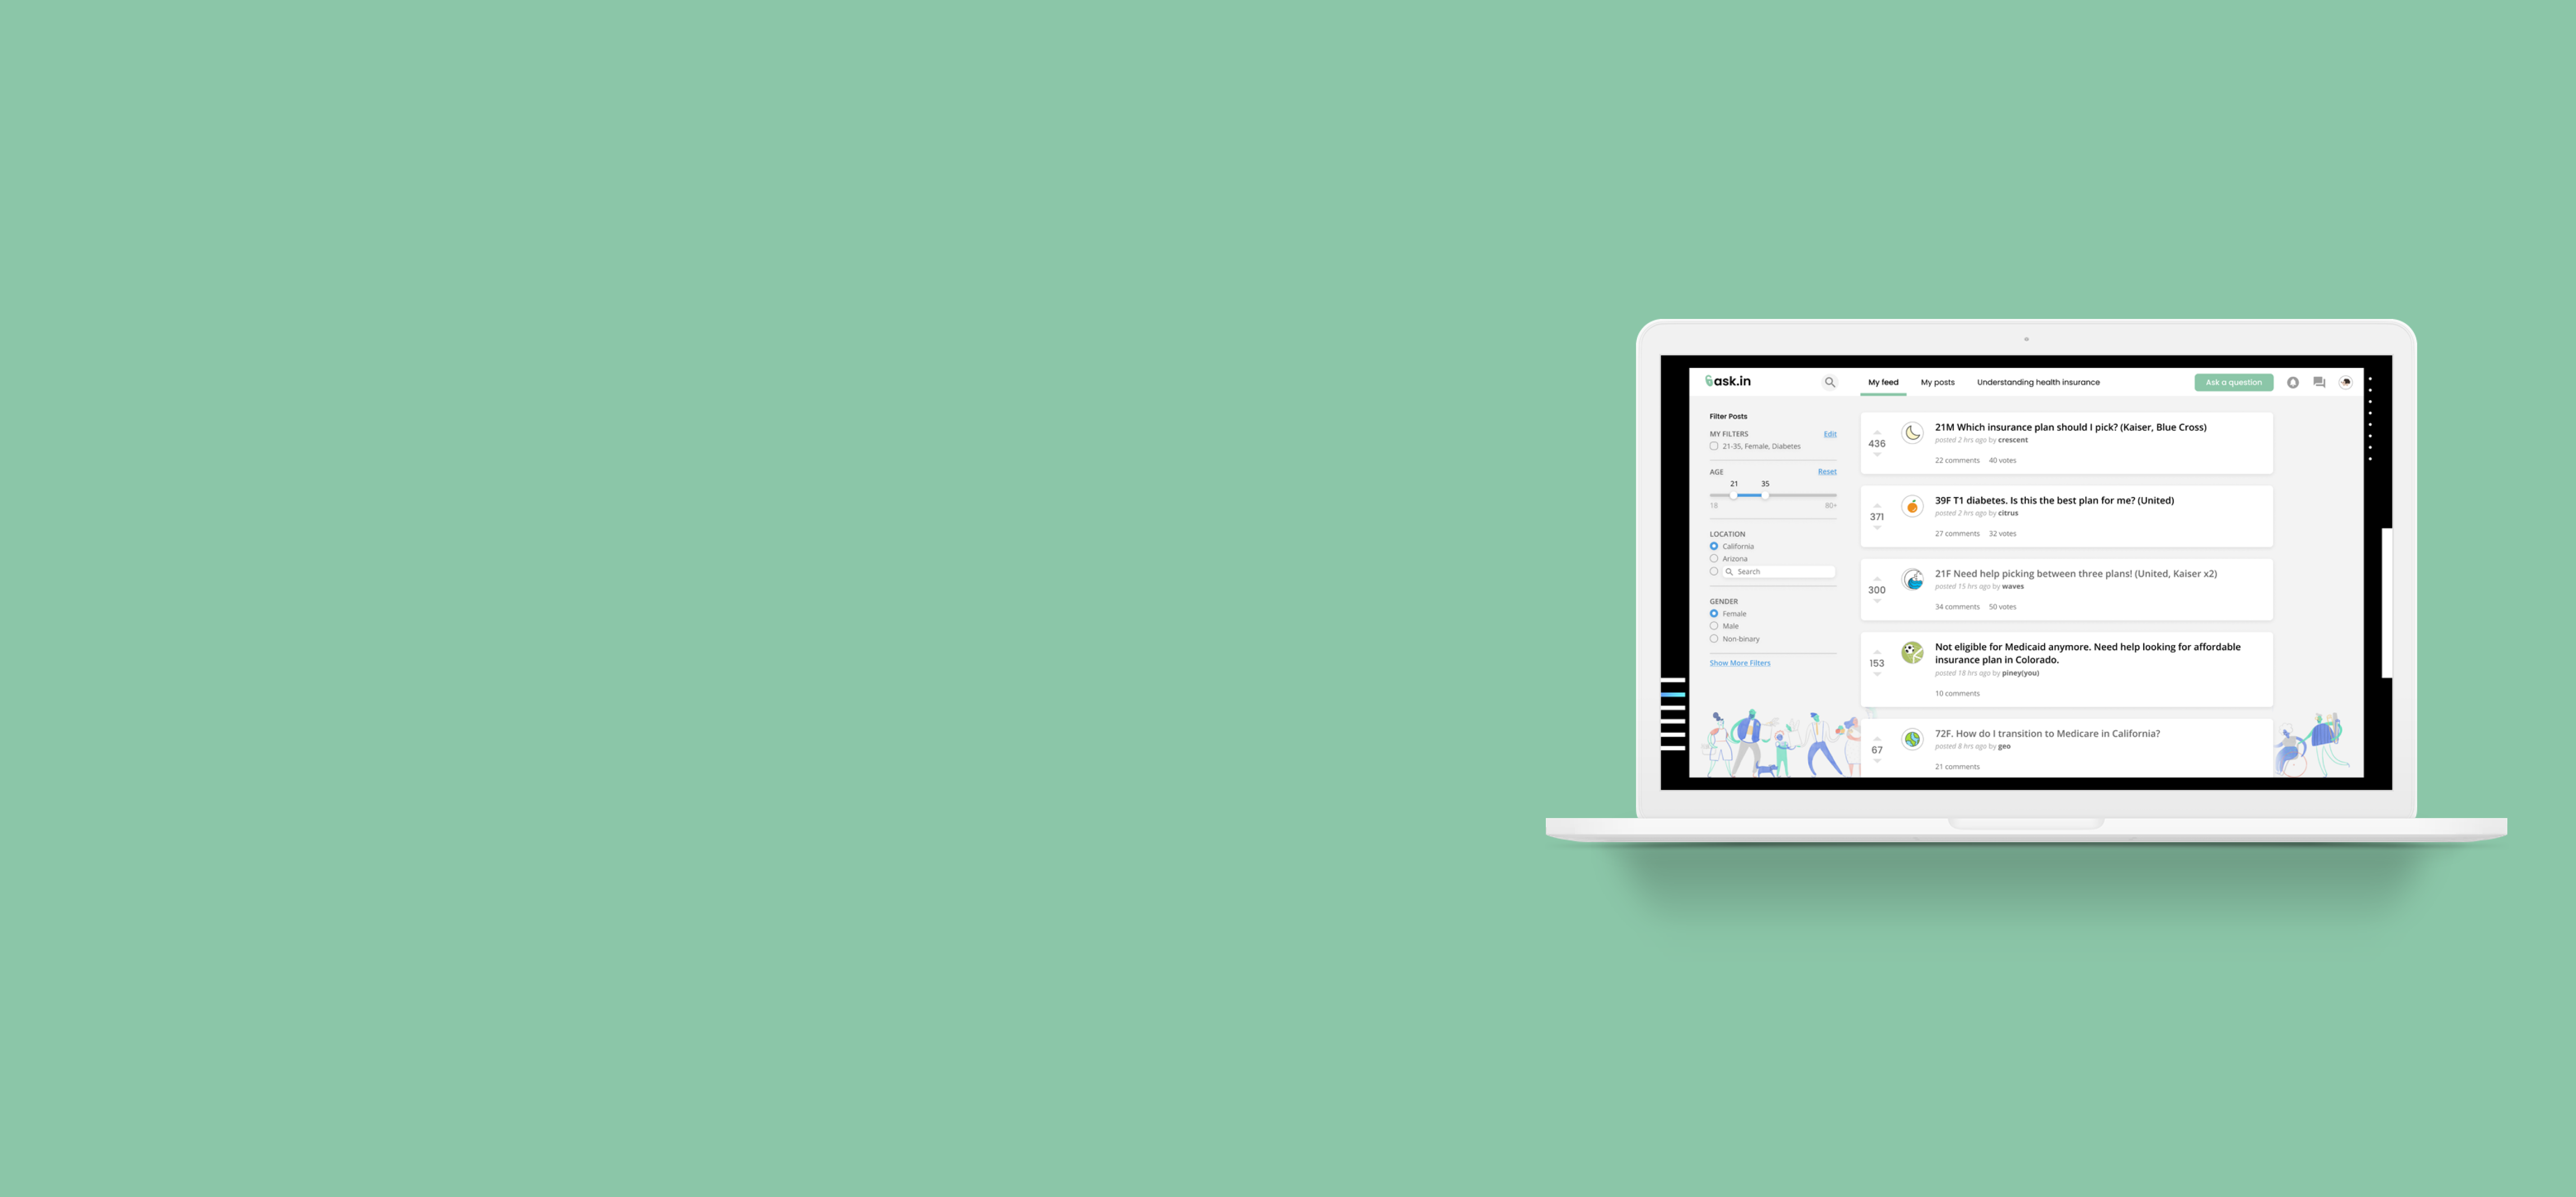 ask.in
My feed
My posts
Understanding health insurance
Ask a question
Filter Posts
MY FILTERS
Edit
21-35, Female, Diabetes
AGE
Reset
21
35
18
80+
LOCATION
California
Arizona
Search
GENDER
Female
Male
Non-binary
Show More Filters
436
21M Which insurance plan should I pick? (Kaiser, Blue Cross)
posted 2 hrs ago by crescent
22 comments 40 votes
371
39F T1 diabetes. Is this the best plan for me? (United)
posted 2 hrs ago by citrus
27 comments 32 votes
300
21F Need help picking between three plans! (United, Kaiser x2)
posted 15 hrs ago by waves
34 comments 50 votes
153
Not eligible for Medicaid anymore. Need help looking for affordable
insurance plan in Colorado.
posted 18 hrs ago by piney(you)
10 comments
67
72F. How do I transition to Medicare in California?
posted 8 hrs ago by geo
21 comments